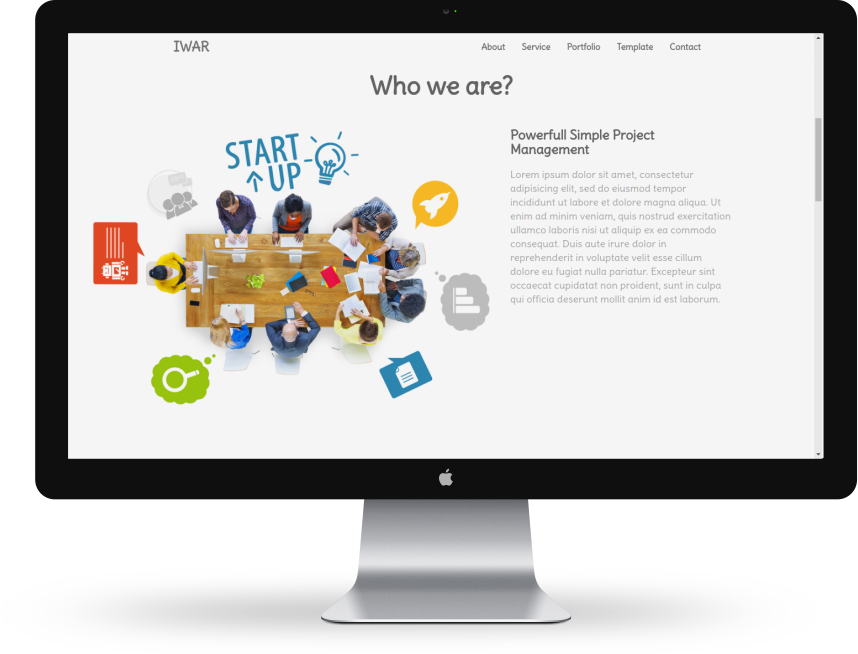 IWAR
About Service Portfolio Template Contact
Who we are?
START
UP
Powerfull Simple Project
Management
Lorem ipsum dolor sit amet, consectetur
adipisicing elit, sed do eiusmod tempor
incididunt ut labore et dolore magna aliqua. Ut
enim ad minim veniam, quis nostrud exercitation
ullamco laboris nisi ut aliquip ex ea commodo
consequat. Duis aute irure dolor in
reprehenderit in voluptate velit esse cillum
dolore eu fugiat nulla pariatur. Excepteur sint
occaecat cupidatat non proident, sunt in culpa
qui officia deserunt mollit anim id est laborum.